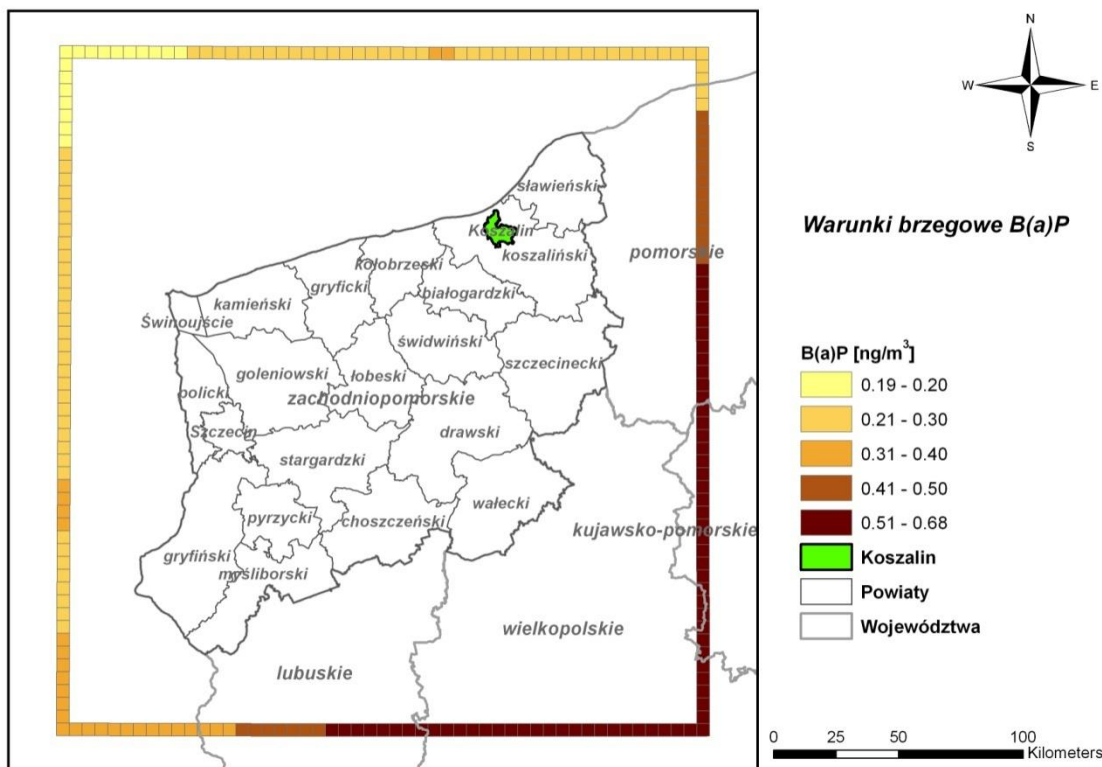 N
W E
S
Warunki brzegowe B(a)P
sławieński
Koszalin
koszaliński
pomorskie
kołobrzeski
białogardzki
gryficki
kamieński
Świnoujście
świdwiński
szczecinecki
goleniowski
łobeski
policki
zachodniopomorskie
Szczecin
drawski
stargardzki
wałecki
pyrzycki
choszczeński
kujawsko-pomorskie
gryfiński
myśliborski
wielkopolskie
lubuskie
B(a)P [ng/m³]
0.19 - 0.20
0.21 - 0.30
0.31 - 0.40
0.41 - 0.50
0.51 - 0.68
Koszalin
Powiaty
Województwa
0 25 50 100
Kilometers